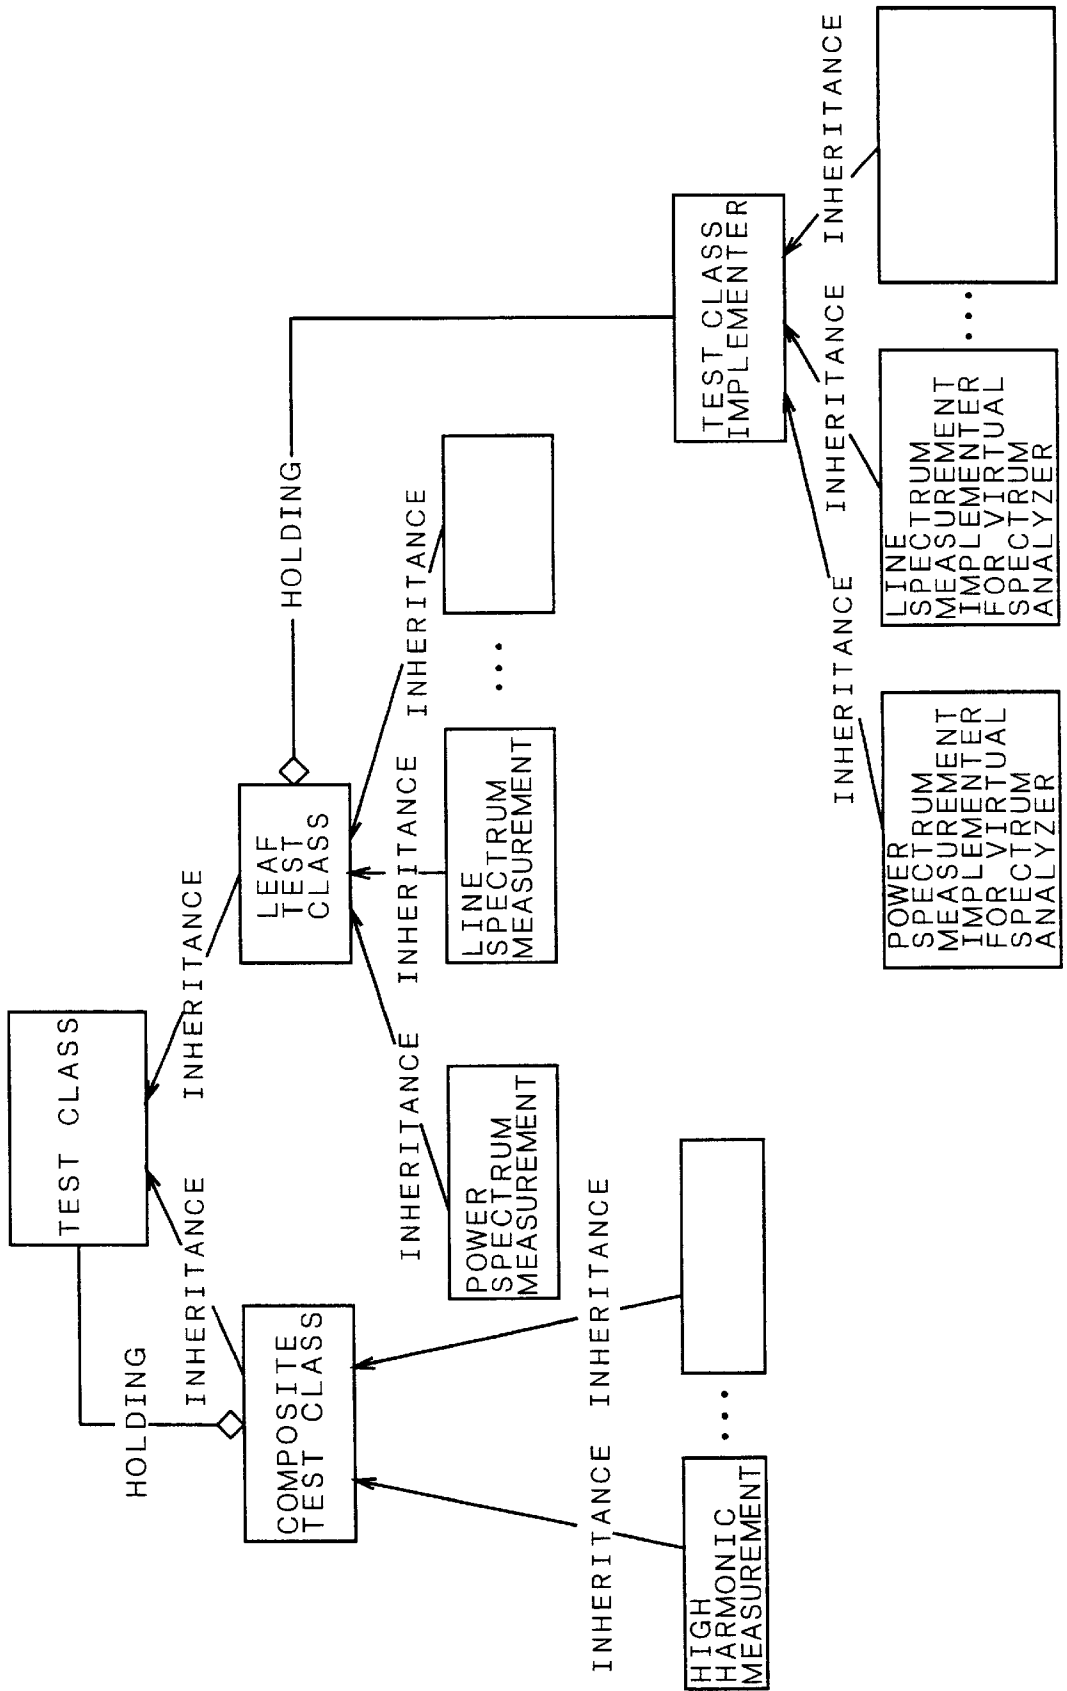 TEST CLASS
HOLDING
INHERITANCE
INHERITANCE
COMPOSITE
TEST CLASS
LEAF
TEST
CLASS
HOLDING
INHERITANCE
INHERITANCE
INHERITANCE
POWER
SPECTRUM
MEASUREMENT
LINE
SPECTRUM
MEASUREMENT
...
INHERITANCE
INHERITANCE
HIGH
HARMONIC
MEASUREMENT
...
TEST CLASS
IMPLEMENTER
INHERITANCE
INHERITANCE
INHERITANCE
POWER
SPECTRUM
MEASUREMENT
IMPLEMENTER
FOR VIRTUAL
SPECTRUM
ANALYZER
LINE
SPECTRUM
MEASUREMENT
IMPLEMENTER
FOR VIRTUAL
SPECTRUM
ANALYZER
...